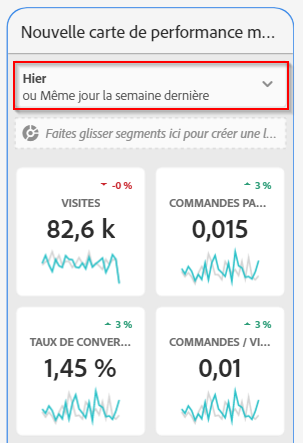 Nouvelle carte de performance m...
Hier
ou Même jour la semaine dernière
Faites glisser segments ici pour créer une l...
-0 %
VISITES
82,6 k
3 %
COMMANDES PA...
0,015
3 %
TAUX DE CONVER...
1,45 %
3 %
COMMANDES / VI...
0,01